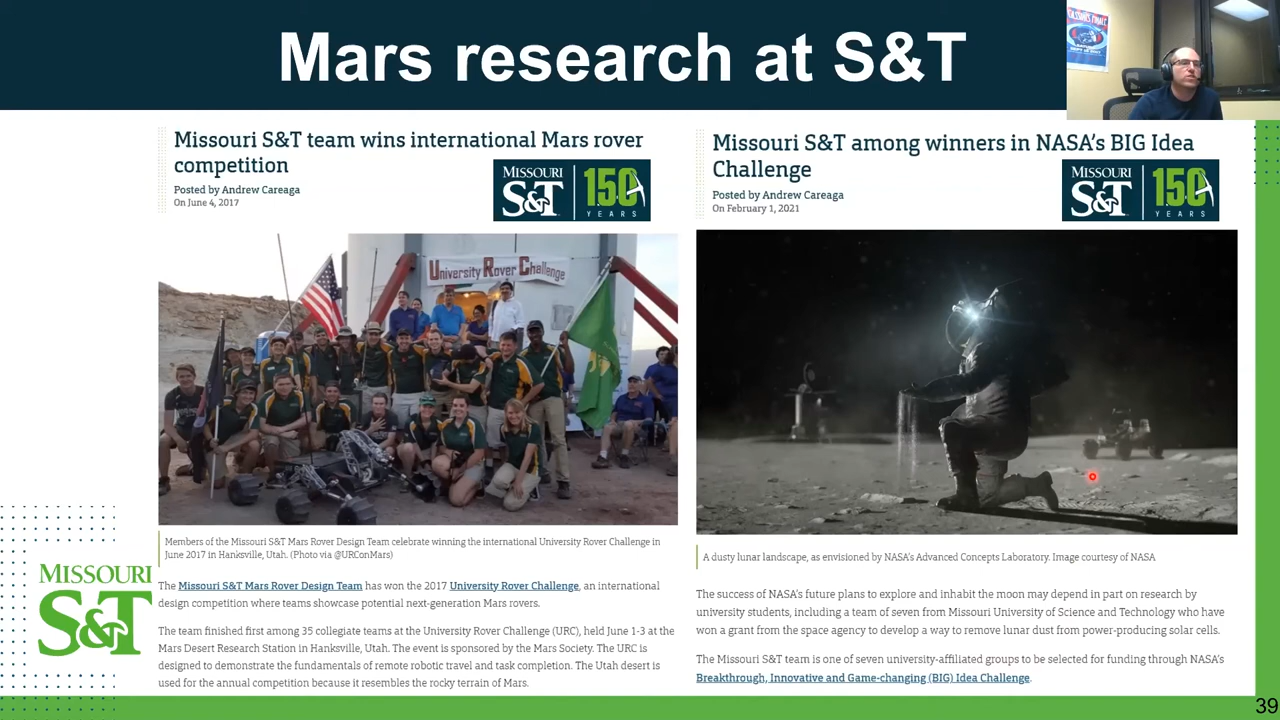 Mars research at S&T
Missouri S&T team wins international Mars rover
competition
Posted by Andrew Careaga
On June 4, 2017
MISSOURI
S&T
150
YEARS
University Rover Challenge
Members of the Missouri S&T Mars Rover Design Team celebrate winning the international University Rover Challenge in
June 2017 in Hanksville, Utah. (Photo via @URConMars)
The Missouri S&T Mars Rover Design Team has won the 2017 University Rover Challenge, an international
design competition where teams showcase potential next-generation Mars rovers.
The team finished first among 35 collegiate teams at the University Rover Challenge (URC), held June 1-3 at the
Mars Desert Research Station in Hanksville, Utah. The event is sponsored by the Mars Society. The URC is
designed to demonstrate the fundamentals of remote robotic travel and task completion. The Utah desert is
used for the annual competition because it resembles the rocky terrain of Mars.
Missouri S&T among winners in NASA's BIG Idea
Challenge
Posted by Andrew Careaga
On February 1, 2021
MISSOURI
S&T
150
YEARS
A dusty lunar landscape, as envisioned by NASA's Advanced Concepts Laboratory. Image courtesy of NASA
The success of NASA's future plans to explore and inhabit the moon may depend in part on research by
university students, including a team of seven from Missouri University of Science and Technology who have
won a grant from the space agency to develop a way to remove lunar dust from power-producing solar cells.
The Missouri S&T team is one of seven university-affiliated groups to be selected for funding through NASA's
Breakthrough, Innovative and Game-changing (BIG) Idea Challenge.
MISSOURI
S&T
39